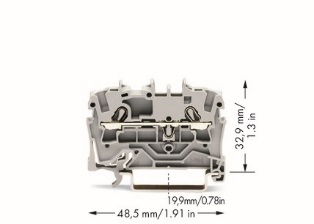 32,9 mm/
1.3 in
19,9mm/0.78in
48,5 mm/1.91 in